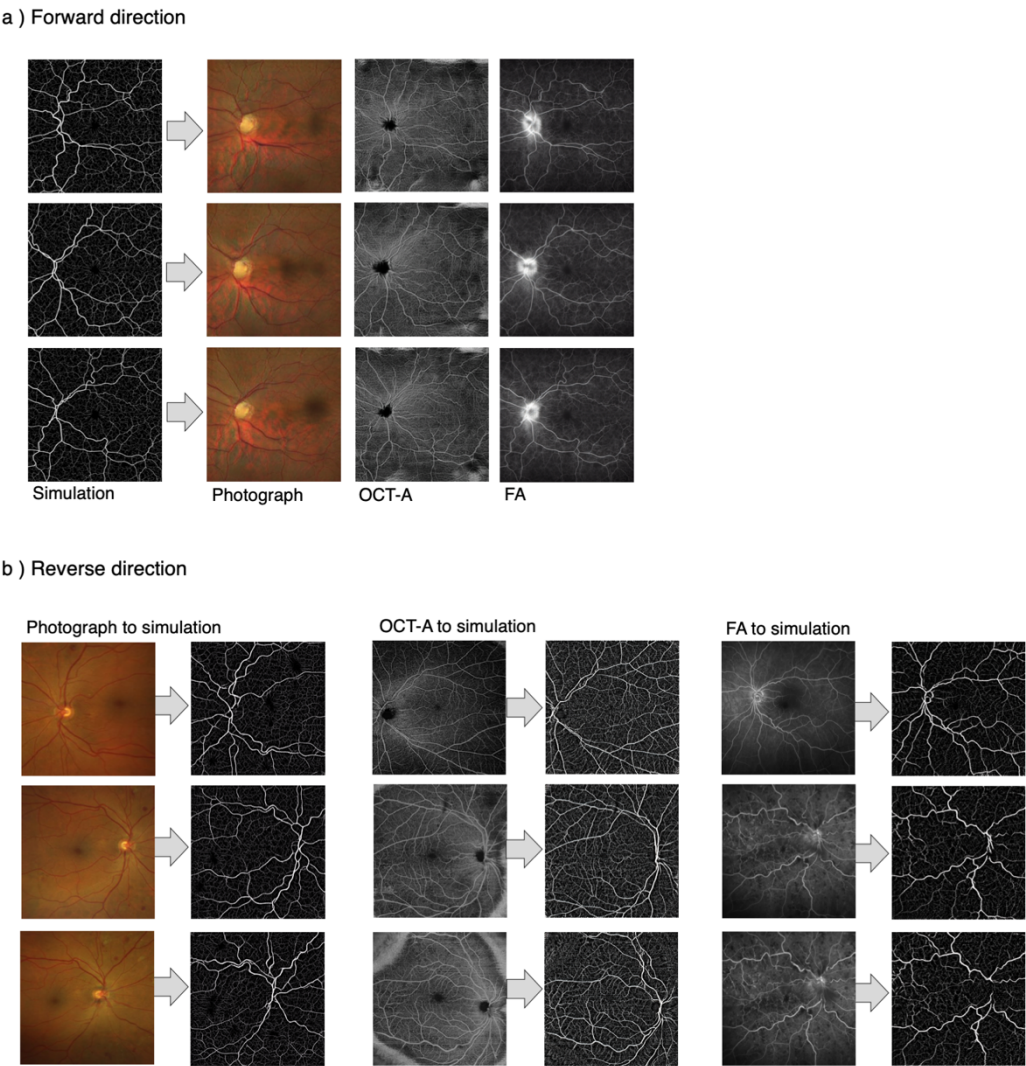 a ) Forward direction
Simulation
Photograph
OCT-A
FA
b ) Reverse direction
Photograph to simulation
OCT-A to simulation
FA to simulation